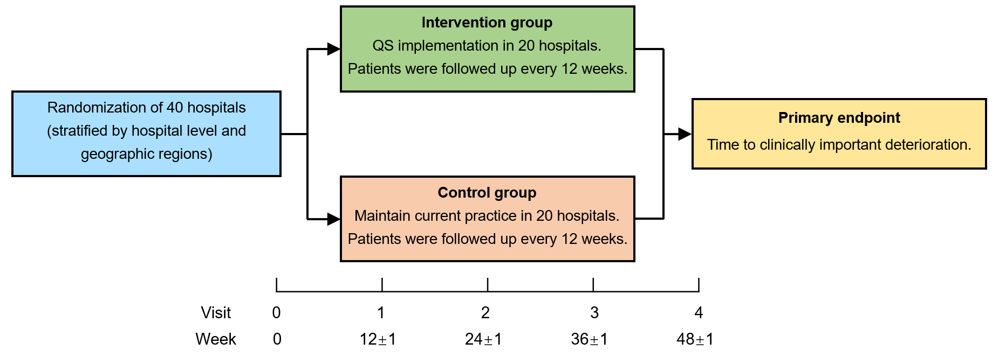 Randomization of 40 hospitals
(stratified by hospital level and
geographic regions)
Intervention group
QS implementation in 20 hospitals.
Patients were followed up every 12 weeks.
Control group
Maintain current practice in 20 hospitals.
Patients were followed up every 12 weeks.
Primary endpoint
Time to clinically important deterioration.
Visit 0 1 2 3 4
Week 0 12±1 24±1 36±1 48±1